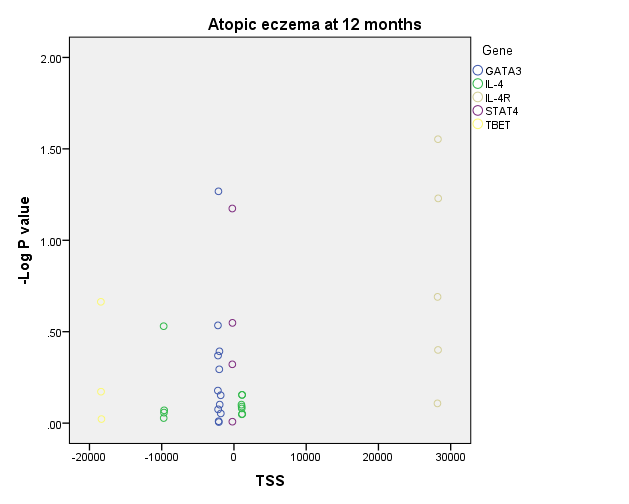 Atopic eczema at 12 months
Gene
GATA3
IL-4
IL-4R
STAT4
TBET
2.00
1.50
1.00
.50
.00
-Log P value
-20000 -10000 0 10000 20000 30000
TSS